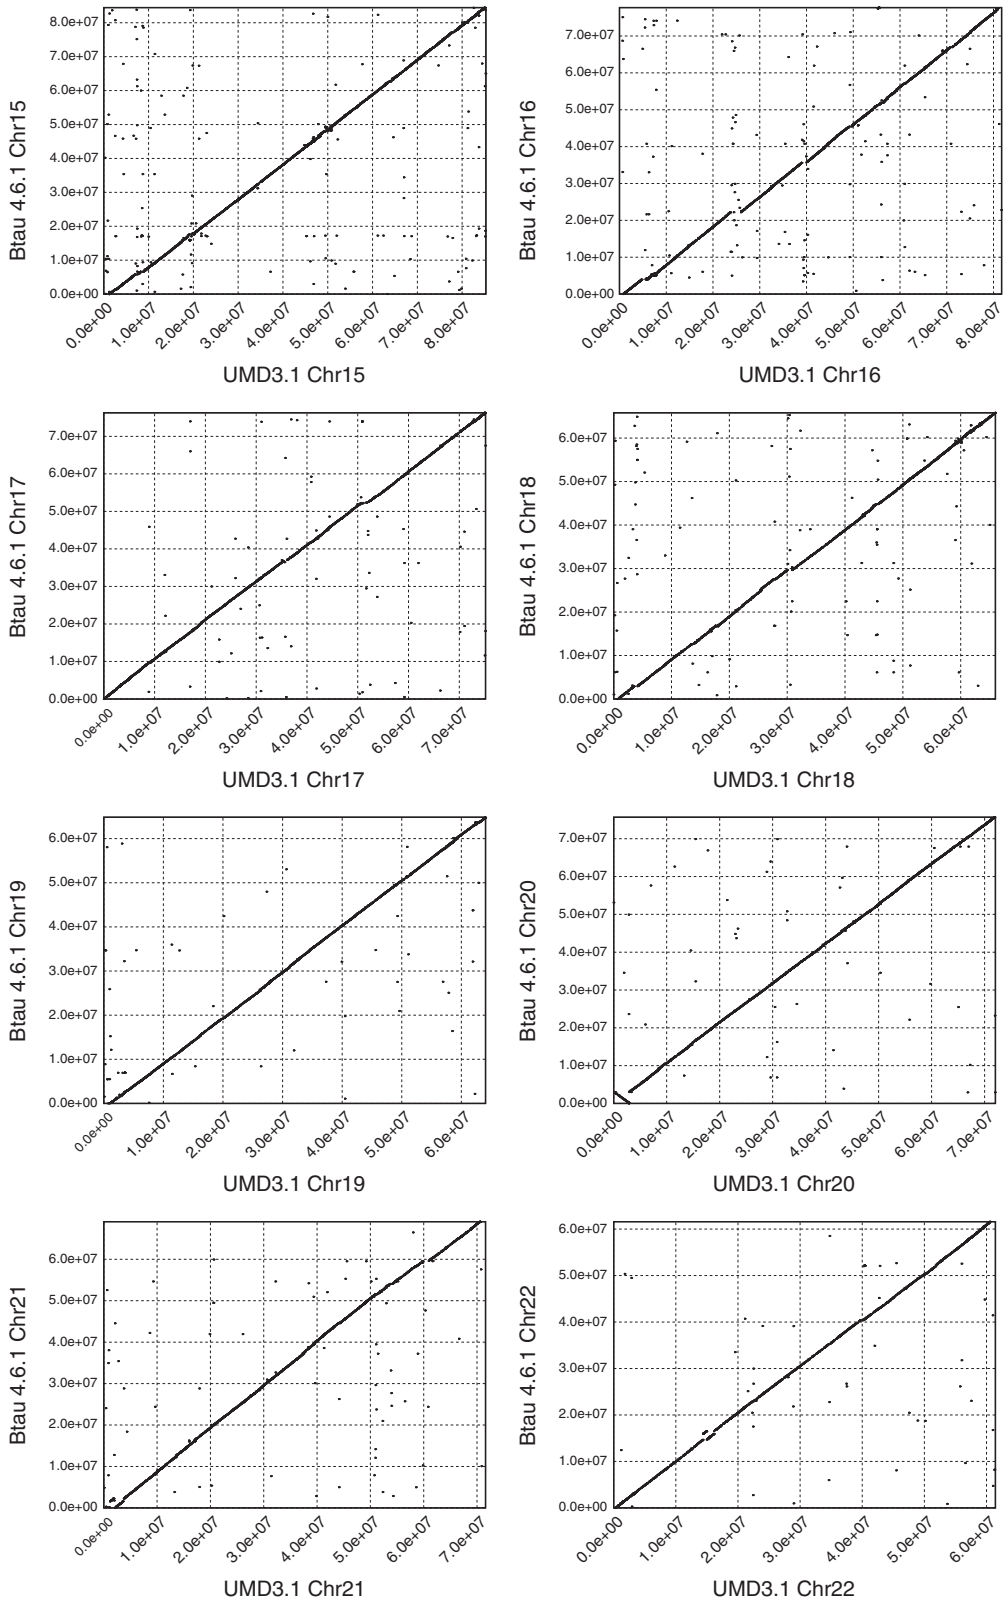 8.0e+07
7.0e+07
6.0e+07
5.0e+07
4.0e+07
3.0e+07
2.0e+07
1.0e+07
0.0e+00
Btau 4.6.1 Chr15
0.0e+00 1.0e+07 2.0e+07 3.0e+07 4.0e+07 5.0e+07 6.0e+07 7.0e+07 8.0e+07
UMD3.1 Chr15
7.0e+07
6.0e+07
5.0e+07
4.0e+07
3.0e+07
2.0e+07
1.0e+07
0.0e+00
Btau 4.6.1 Chr16
0.0e+00 1.0e+07 2.0e+07 3.0e+07 4.0e+07 5.0e+07 6.0e+07 7.0e+07 8.0e+07
UMD3.1 Chr16
7.0e+07
6.0e+07
5.0e+07
4.0e+07
3.0e+07
2.0e+07
1.0e+07
0.0e+00
Btau 4.6.1 Chr17
0.0e+00 1.0e+07 2.0e+07 3.0e+07 4.0e+07 5.0e+07 6.0e+07 7.0e+07
UMD3.1 Chr17
6.0e+07
5.0e+07
4.0e+07
3.0e+07
2.0e+07
1.0e+07
0.0e+00
Btau 4.6.1 Chr18
0.0e+00 1.0e+07 2.0e+07 3.0e+07 4.0e+07 5.0e+07 6.0e+07
UMD3.1 Chr18
6.0e+07
5.0e+07
4.0e+07
3.0e+07
2.0e+07
1.0e+07
0.0e+00
Btau 4.6.1 Chr19
0.0e+00 1.0e+07 2.0e+07 3.0e+07 4.0e+07 5.0e+07 6.0e+07
UMD3.1 Chr19
7.0e+07
6.0e+07
5.0e+07
4.0e+07
3.0e+07
2.0e+07
1.0e+07
0.0e+00
Btau 4.6.1 Chr20
0.0e+00 1.0e+07 2.0e+07 3.0e+07 4.0e+07 5.0e+07 6.0e+07 7.0e+07
UMD3.1 Chr20
6.0e+07
5.0e+07
4.0e+07
3.0e+07
2.0e+07
1.0e+07
0.0e+00
Btau 4.6.1 Chr21
0.0e+00 1.0e+07 2.0e+07 3.0e+07 4.0e+07 5.0e+07 6.0e+07 7.0e+07
UMD3.1 Chr21
6.0e+07
5.0e+07
4.0e+07
3.0e+07
2.0e+07
1.0e+07
0.0e+00
Btau 4.6.1 Chr22
0.0e+00 1.0e+07 2.0e+07 3.0e+07 4.0e+07 5.0e+07 6.0e+07
UMD3.1 Chr22